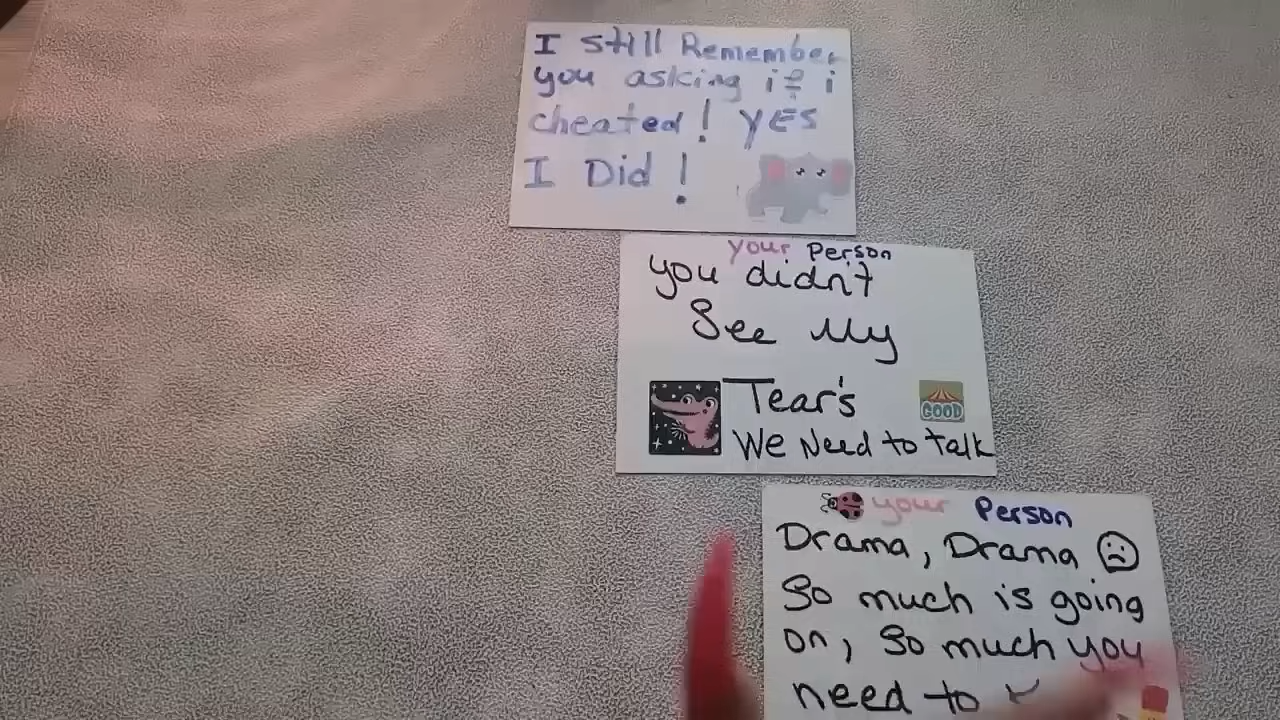 I still Remember
you asking if i
cheated! YES
I Did!
your Person
you didn't
See My
Tear's
GOOD
We Need to talk
your Person
Drama, Drama
So much is going
on, So much you
need to